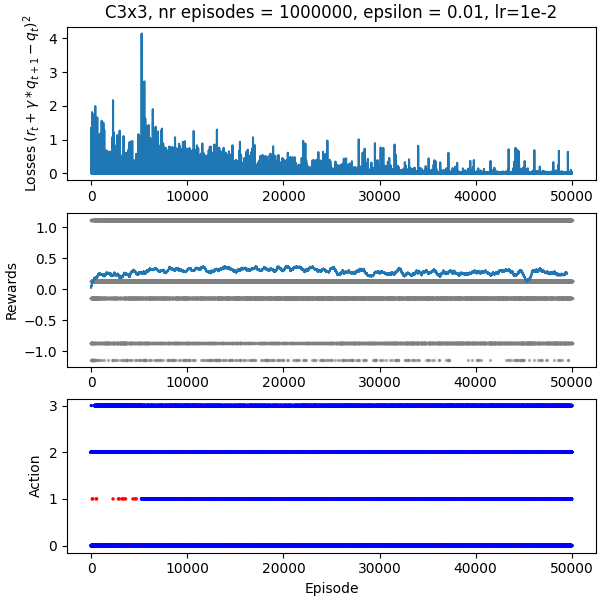 C3x3, nr episodes = 1000000, epsilon = 0.01, lr=1e-2
Losses (r_t + γ * q_{t+1} − q_t)^2
4
3
2
1
0
0 10000 20000 30000 40000 50000
Rewards
1.0
0.5
0.0
−0.5
−1.0
0 10000 20000 30000 40000 50000
Action
3
2
1
0
0 10000 20000 30000 40000 50000
Episode